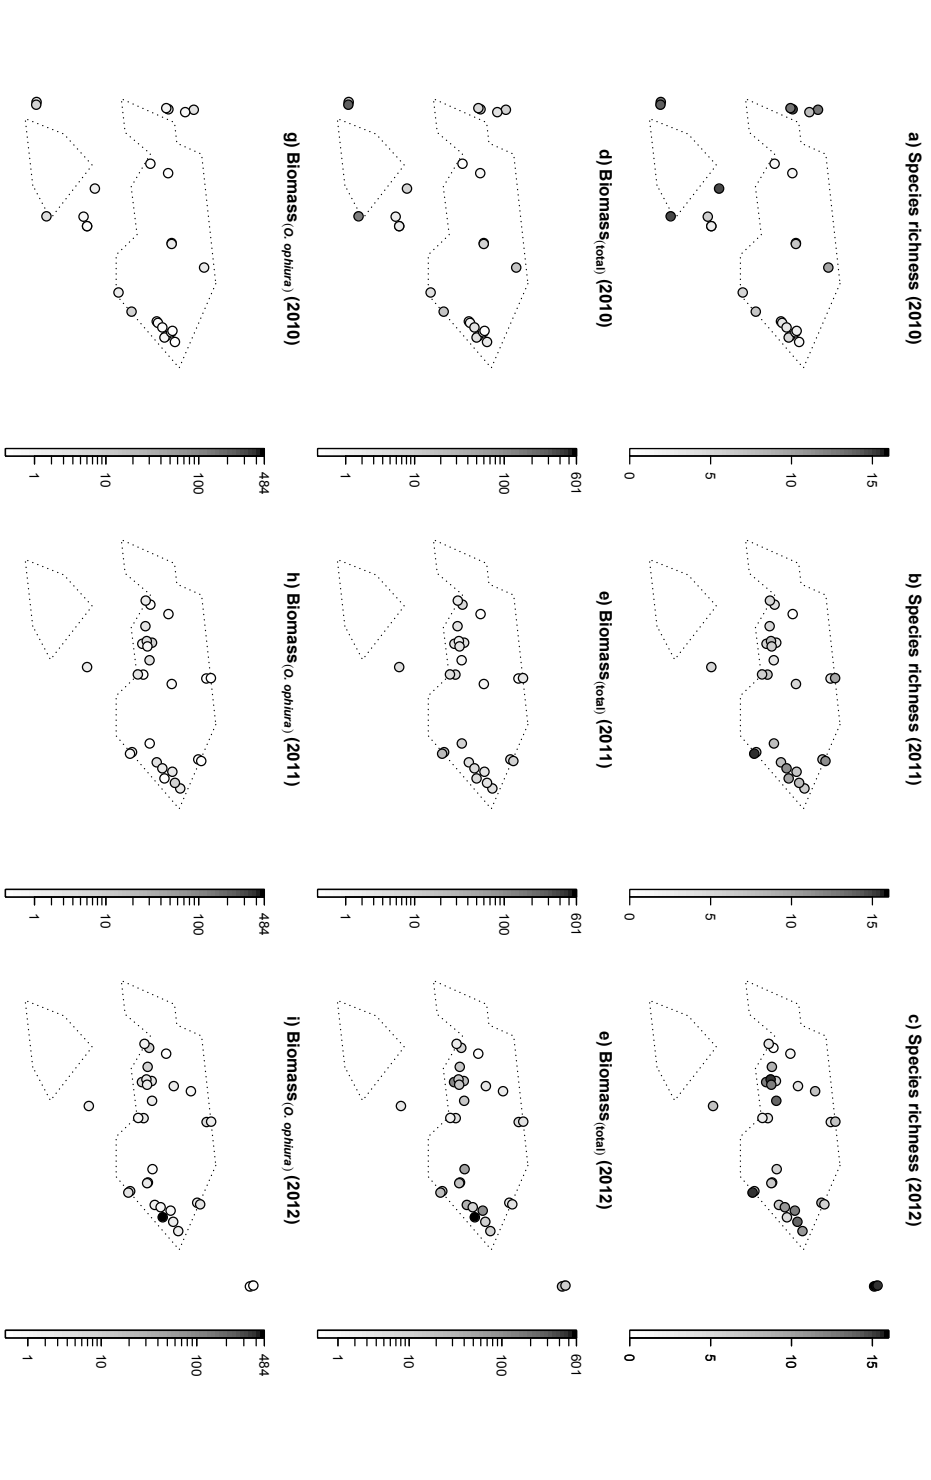 a) Species richness (2010)
0 5 10 15
b) Species richness (2011)
0 5 10 15
c) Species richness (2012)
0 5 10 15
d) Biomass(total) (2010)
1 10 100 601
e) Biomass(total) (2011)
1 10 100 601
e) Biomass(total) (2012)
1 10 100 601
g) Biomass(O. ophiura) (2010)
1 10 100 484
h) Biomass(O. ophiura) (2011)
1 10 100 484
i) Biomass(O. ophiura) (2012)
1 10 100 484